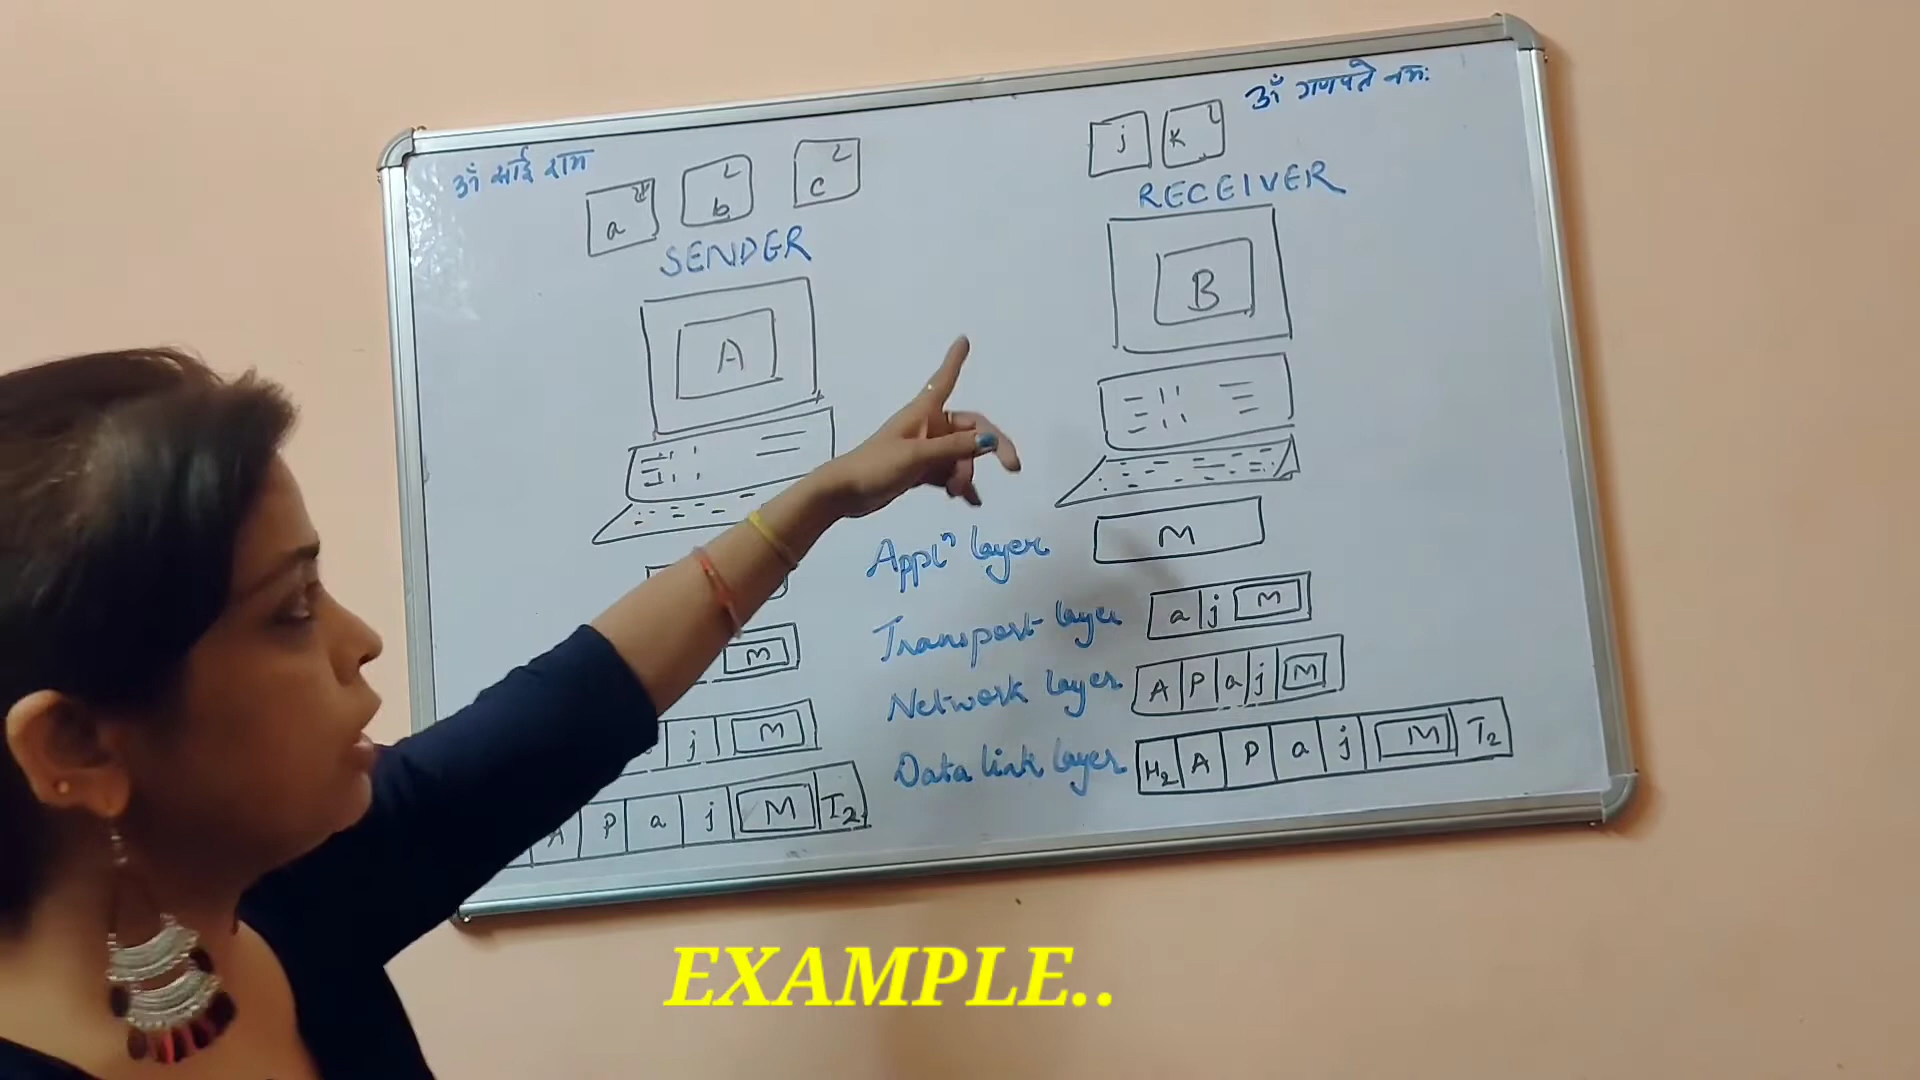 ॐ साई राम
ॐ गणपते नमः
a b c
j K
SENDER
RECEIVER
A
B
Appln layer
M
Transport layer
a j M
M
Network layer
A P a j M
j M
Data link layer
H2 A P a j M T2
A P a j M T2
EXAMPLE..